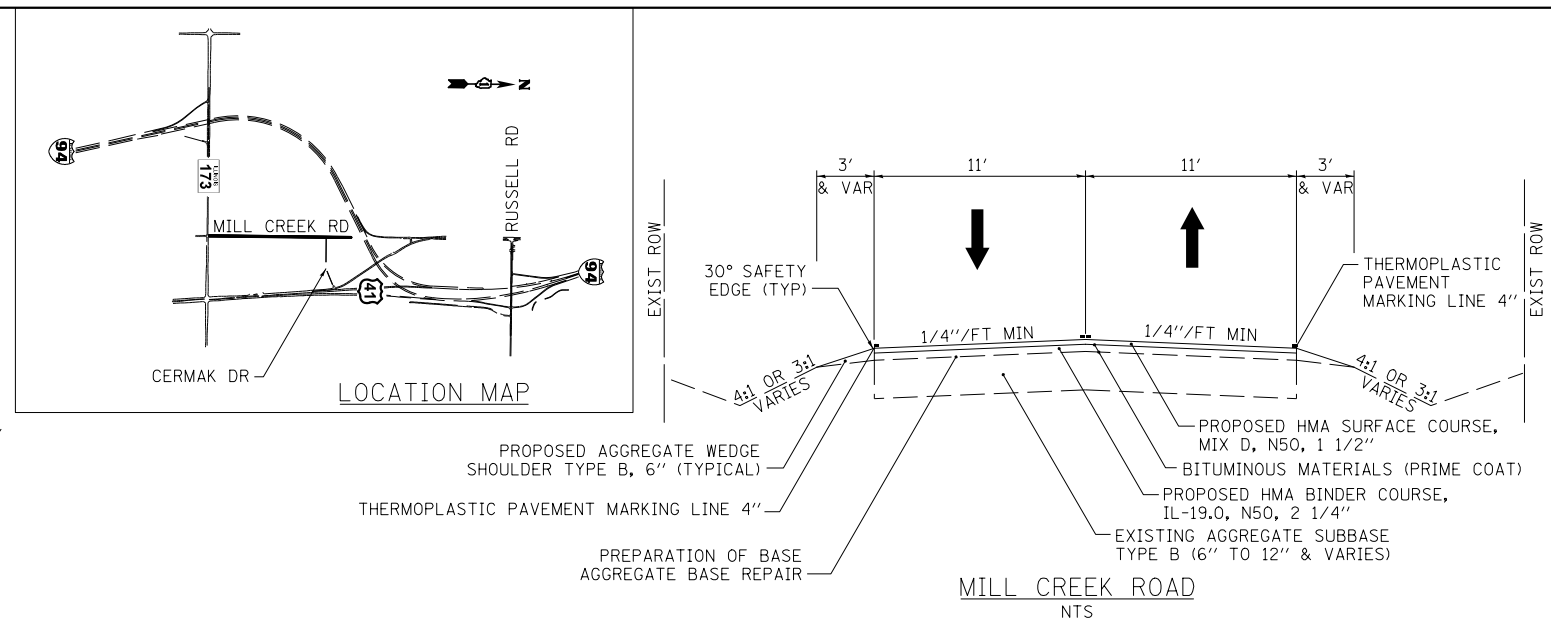 N
94
ILLINOIS
173
MILL CREEK RD
RUSSELL RD
94
41
CERMAK DR
LOCATION MAP
3'
& VAR
11'
11'
3'
& VAR
EXIST ROW
EXIST ROW
30° SAFETY
EDGE (TYP)
THERMOPLASTIC
PAVEMENT
MARKING LINE 4"
1/4"/FT MIN
1/4"/FT MIN
4:1 OR 3:1
VARIES
4:1 OR 3:1
VARIES
PROPOSED AGGREGATE WEDGE
SHOULDER TYPE B, 6" (TYPICAL)
THERMOPLASTIC PAVEMENT MARKING LINE 4"
PREPARATION OF BASE
AGGREGATE BASE REPAIR
PROPOSED HMA SURFACE COURSE,
MIX D, N50, 1 1/2"
BITUMINOUS MATERIALS (PRIME COAT)
PROPOSED HMA BINDER COURSE,
IL-19.0, N50, 2 1/4"
EXISTING AGGREGATE SUBBASE
TYPE B (6" TO 12" & VARIES)
MILL CREEK ROAD
NTS